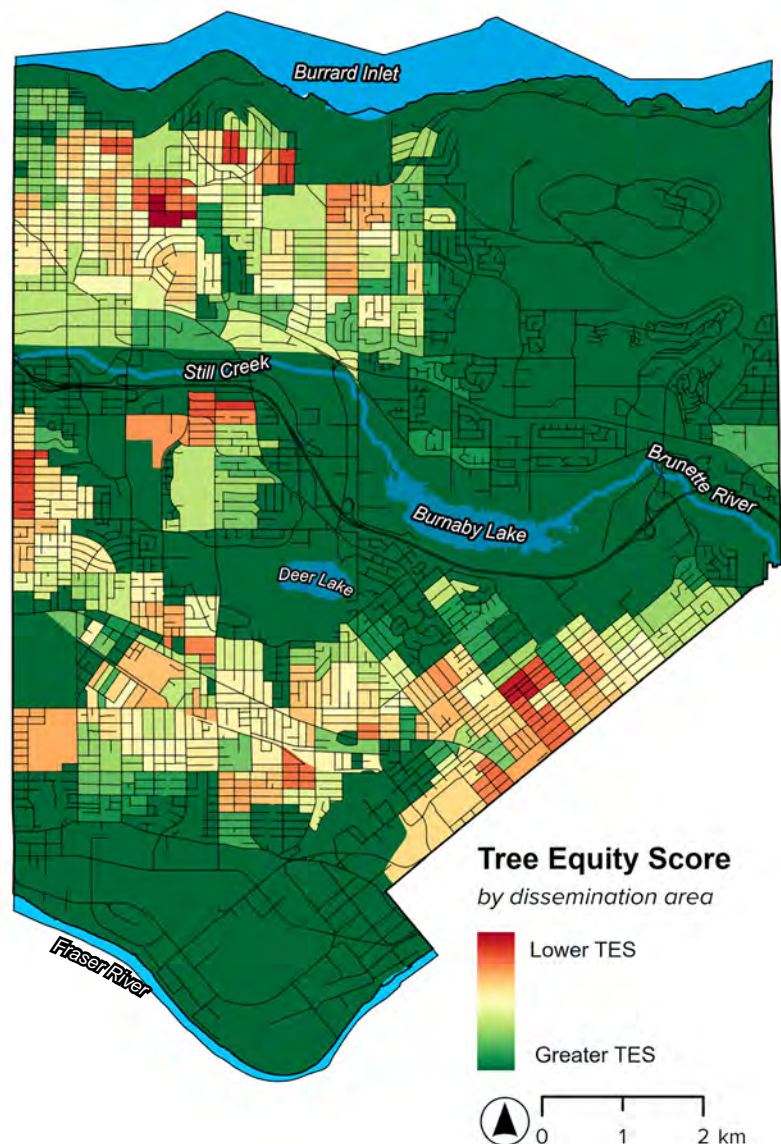 Burrard Inlet
Still Creek
Brunette River
Burnaby Lake
Deer Lake
Fraser River
Tree Equity Score
by dissemination area
Lower TES
Greater TES
0 1 2 km